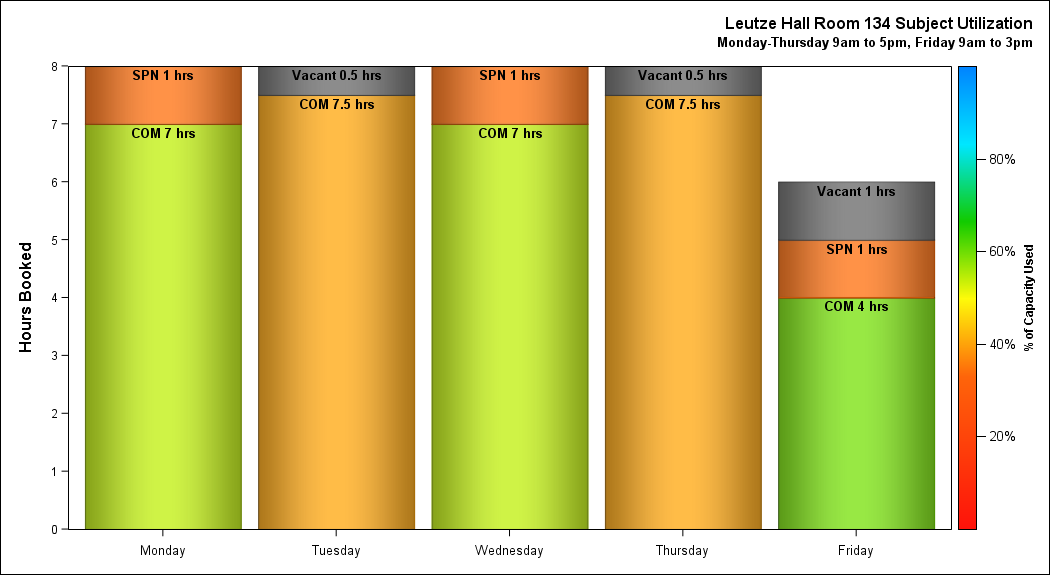 Leutze Hall Room 134 Subject Utilization
Monday-Thursday 9am to 5pm, Friday 9am to 3pm
Hours Booked
8
7
6
5
4
3
2
1
0
SPN 1 hrs
COM 7 hrs
Vacant 0.5 hrs
COM 7.5 hrs
SPN 1 hrs
COM 7 hrs
Vacant 0.5 hrs
COM 7.5 hrs
Vacant 1 hrs
SPN 1 hrs
COM 4 hrs
Monday
Tuesday
Wednesday
Thursday
Friday
80%
60%
40%
20%
% of Capacity Used